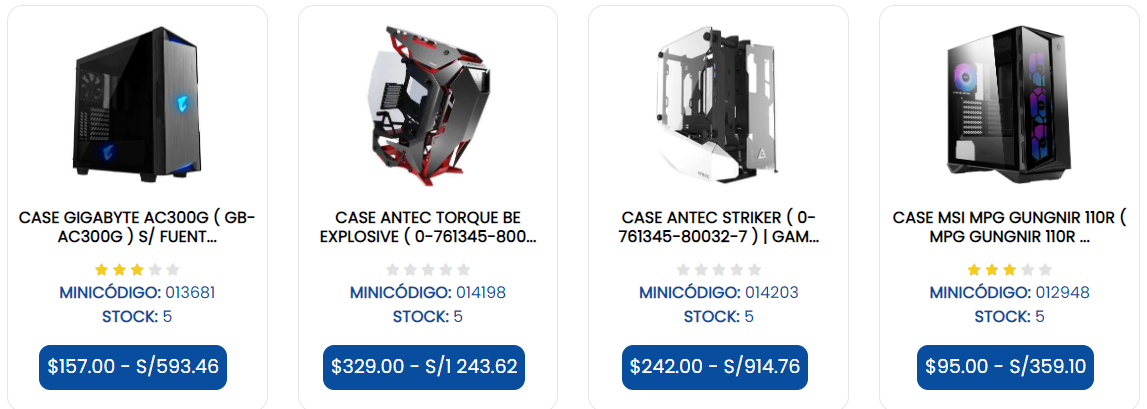 CASE GIGABYTE AC300G ( GB-
AC300G ) S/ FUENT...
MINICÓDIGO: 013681
STOCK: 5
$157.00 - S/593.46
CASE ANTEC TORQUE BE
EXPLOSIVE ( 0-761345-800...
MINICÓDIGO: 014198
STOCK: 5
$329.00 - S/1 243.62
CASE ANTEC STRIKER ( 0-
761345-80032-7 ) | GAM...
MINICÓDIGO: 014203
STOCK: 5
$242.00 - S/914.76
CASE MSI MPG GUNGNIR 110R (
MPG GUNGNIR 110R ...
MINICÓDIGO: 012948
STOCK: 5
$95.00 - S/359.10